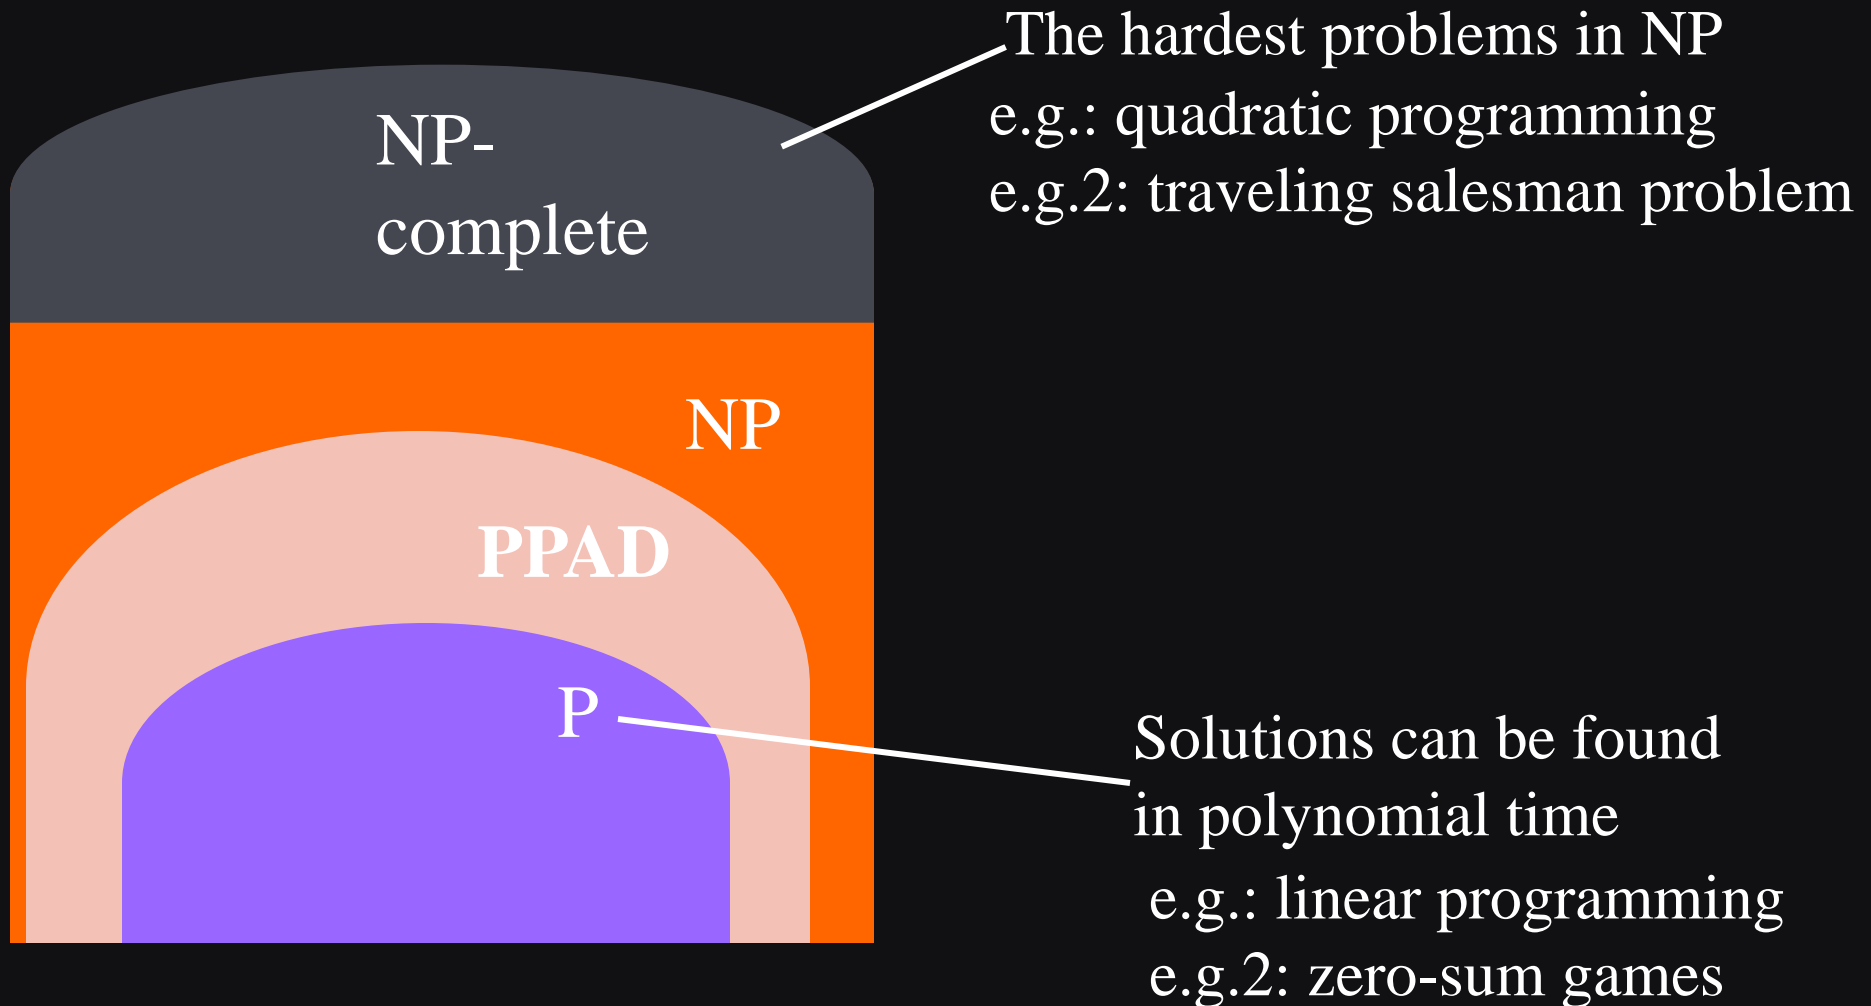 The hardest problems in NP
e.g.: quadratic programming
e.g.2: traveling salesman problem
NP-
complete
NP
PPAD
P
Solutions can be found
in polynomial time
e.g.: linear programming
e.g.2: zero-sum games